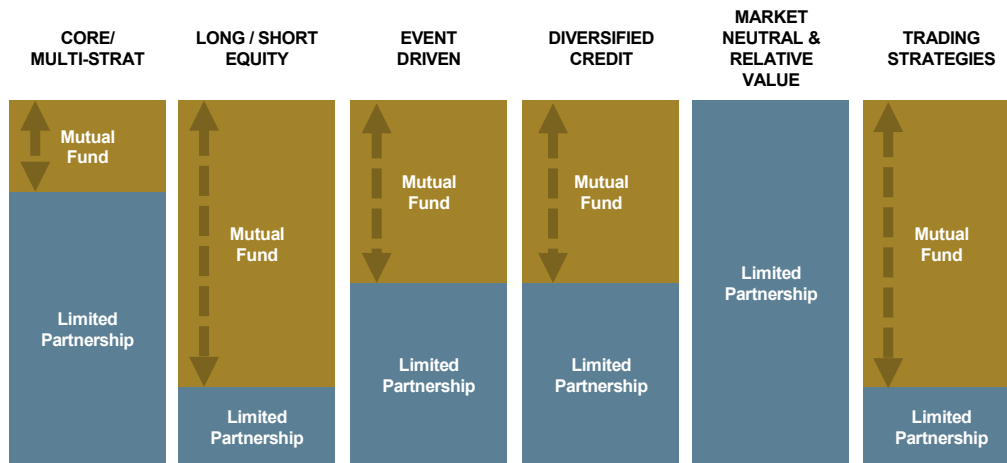 CORE/
MULTI-STRAT
LONG / SHORT
EQUITY
EVENT
DRIVEN
DIVERSIFIED
CREDIT
MARKET
NEUTRAL &
RELATIVE
VALUE
TRADING
STRATEGIES
Mutual
Fund
Limited
Partnership
Mutual
Fund
Limited
Partnership
Mutual
Fund
Limited
Partnership
Mutual
Fund
Limited
Partnership
Limited
Partnership
Mutual
Fund
Limited
Partnership